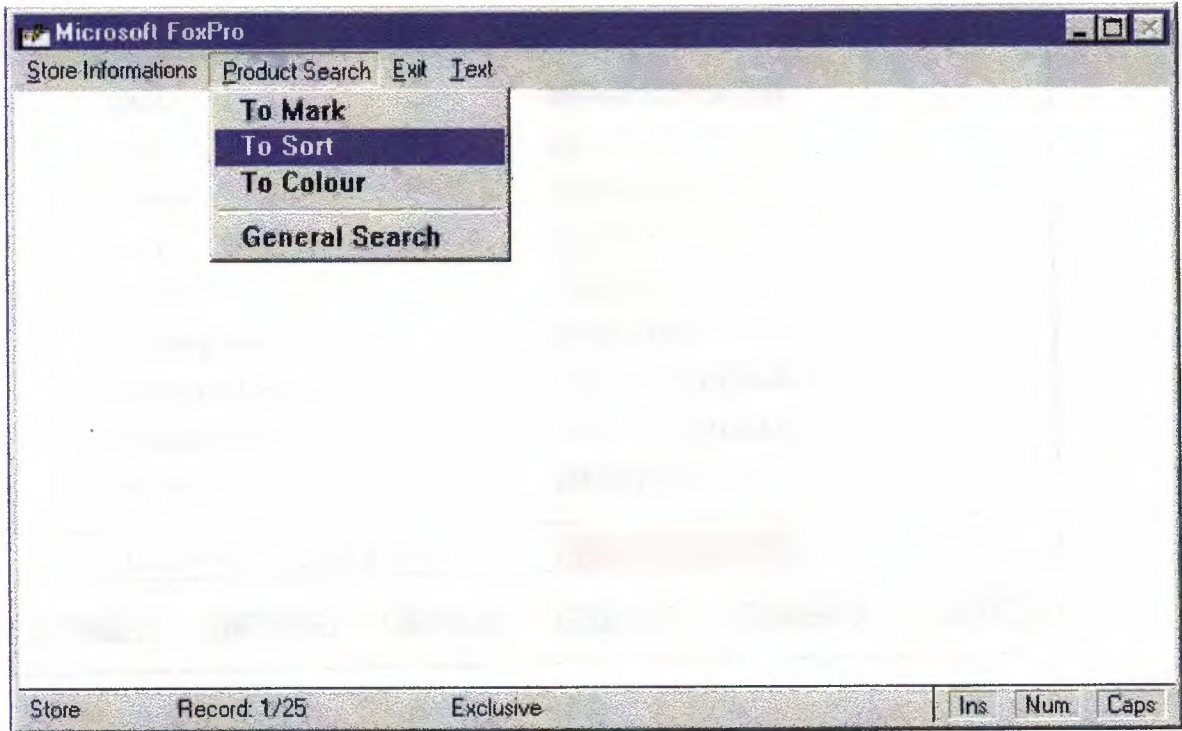 Microsoft FoxPro
Store Informations Product Search Exit Text
To Mark
To Sort
To Colour
General Search
Store Record: 1/25 Exclusive Ins Num Caps